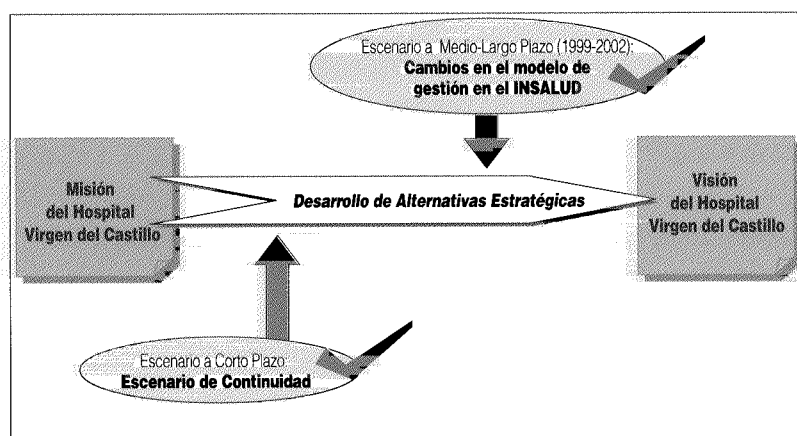 Escenario a Medio-Largo Plazo (1999-2002):
Cambios en el modelo de
gestión en el INSALUD
Misión
del Hospital
Virgen del Castillo
Desarrollo de Alternativas Estratégicas
Visión
del Hospital
Virgen del Castillo
Escenario a Corto Plazo
Escenario de Continuidad